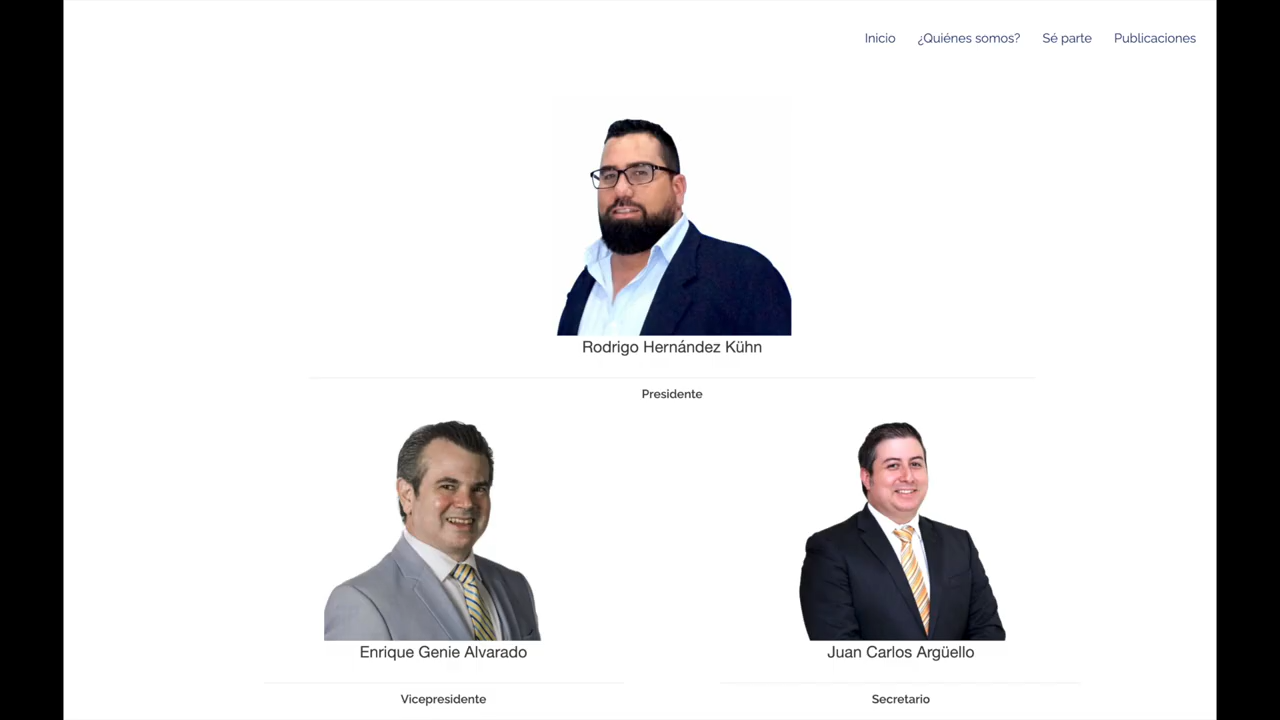 Inicio ¿Quiénes somos? Sé parte Publicaciones
Rodrigo Hernández Kühn
Presidente
Enrique Genie Alvarado
Juan Carlos Argüello
Vicepresidente
Secretario